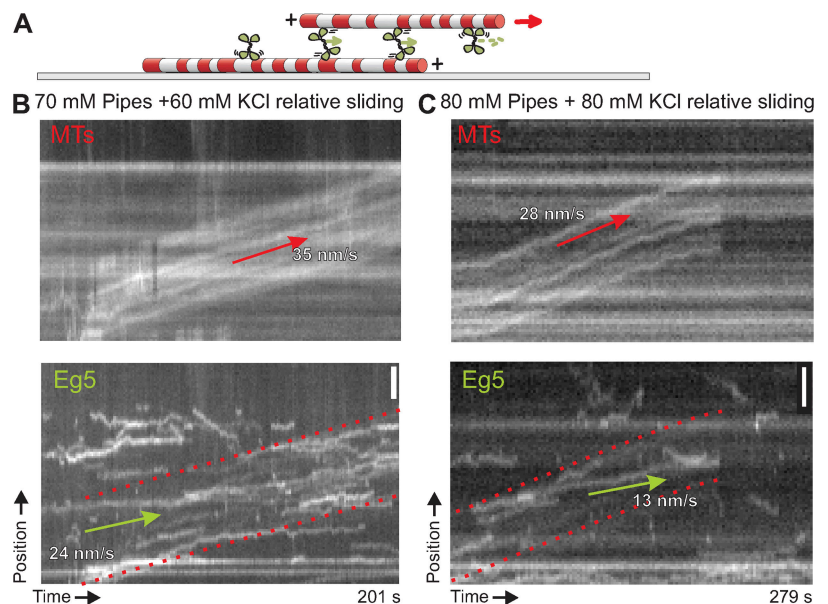 A
+
+
B 70 mM Pipes +60 mM KCl relative sliding
MTs
35 nm/s
Eg5
24 nm/s
Position
Time
201 s
C 80 mM Pipes + 80 mM KCl relative sliding
MTs
28 nm/s
Eg5
13 nm/s
Position
Time
279 s